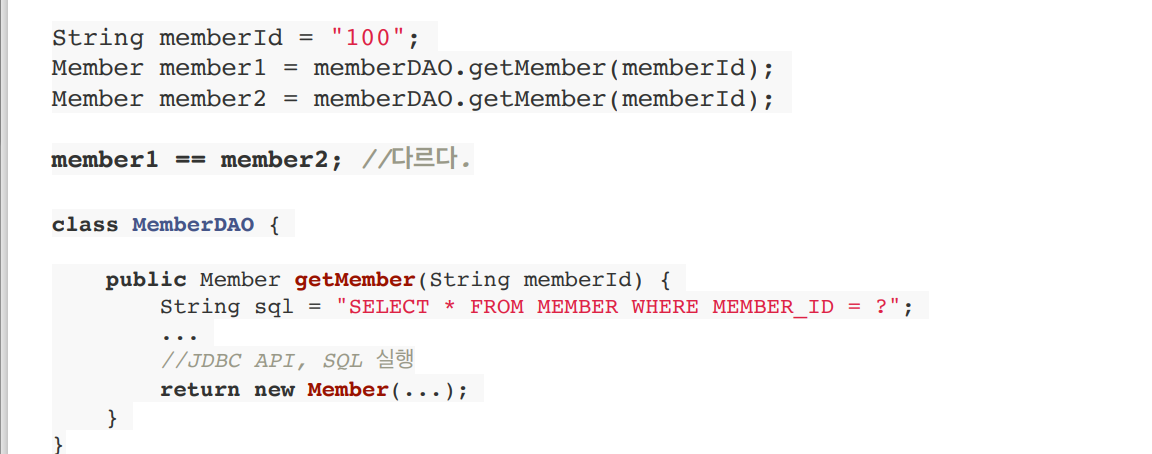 String memberId = "100";
Member member1 = memberDAO.getMember(memberId);
Member member2 = memberDAO.getMember(memberId);
member1 == member2; //다르다.
class MemberDAO {
public Member getMember(String memberId) {
String sql = "SELECT * FROM MEMBER WHERE MEMBER_ID = ?";
...
//JDBC API, SQL 실행
return new Member(...);
}
}